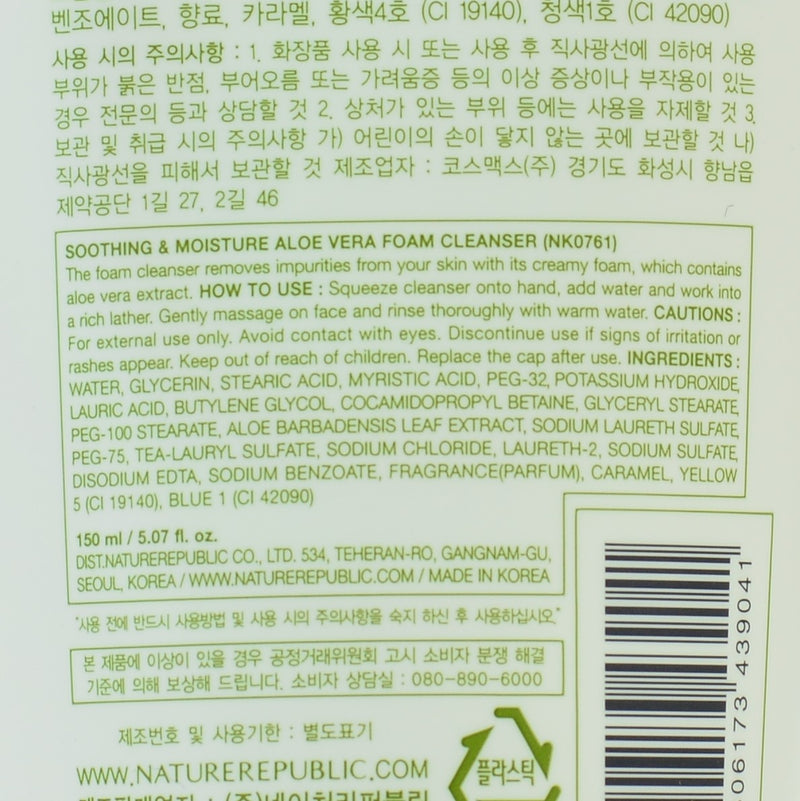 벤조에이트, 향료, 카라멜, 황색4호 (CI 19140), 청색1호 (CI 42090)
사용 시의 주의사항 : 1. 화장품 사용 시 또는 사용 후 직사광선에 의하여 사용
부위가 붉은 반점, 부어오름 또는 가려움증 등의 이상 증상이나 부작용이 있는
경우 전문의 등과 상담할 것 2. 상처가 있는 부위 등에는 사용을 자제할 것 3.
보관 및 취급 시의 주의사항 가) 어린이의 손이 닿지 않는 곳에 보관할 것 나)
직사광선을 피해서 보관할 것 제조업자 : 코스맥스(주) 경기도 화성시 향남읍
제약공단 1길 27, 2길 46
SOOTHING & MOISTURE ALOE VERA FOAM CLEANSER (NK0761)
The foam cleanser removes impurities from your skin with its creamy foam, which contains
aloe vera extract. HOW TO USE : Squeeze cleanser onto hand, add water and work into
a rich lather. Gently massage on face and rinse thoroughly with warm water. CAUTIONS :
For external use only. Avoid contact with eyes. Discontinue use if signs of irritation or
rashes appear. Keep out of reach of children. Replace the cap after use. INGREDIENTS :
WATER, GLYCERIN, STEARIC ACID, MYRISTIC ACID, PEG-32, POTASSIUM HYDROXIDE,
LAURIC ACID, BUTYLENE GLYCOL, COCAMIDOPROPYL BETAINE, GLYCERYL STEARATE,
PEG-100 STEARATE, ALOE BARBADENSIS LEAF EXTRACT, SODIUM LAURETH SULFATE,
PEG-75, TEA-LAURYL SULFATE, SODIUM CHLORIDE, LAURETH-2, SODIUM SULFATE,
DISODIUM EDTA, SODIUM BENZOATE, FRAGRANCE(PARFUM), CARAMEL, YELLOW
5 (CI 19140), BLUE 1 (CI 42090)
150 ml / 5.07 fl. oz.
DIST.NATUREREPUBLIC CO., LTD. 534, TEHERAN-RO, GANGNAM-GU,
SEOUL, KOREA / WWW.NATUREREPUBLIC.COM / MADE IN KOREA
"사용 전에 반드시 사용방법 및 사용 시의 주의사항을 숙지 하신 후 사용하십시오."
본 제품에 이상이 있을 경우 공정거래위원회 고시 소비자 분쟁 해결
기준에 의해 보상해 드립니다. 소비자 상담실 : 080-890-6000
제조번호 및 사용기한 : 별도표기
WWW.NATUREREPUBLIC.COM
플라스틱
06173 439041